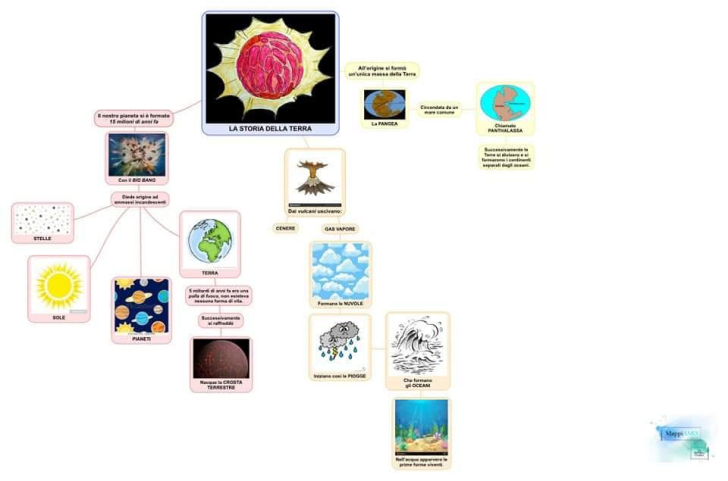 LA STORIA DELLA TERRA
Il nostro pianeta si è formato
15 milioni di anni fa
Con il BIG BANG
Diede origine ad
ammassi incandescenti
STELLE
SOLE
PIANETI
TERRA
5 miliardi di anni fa era una
palla di fuoco, non esisteva
nessuna forma di vita.
Successivamente
si raffreddò
Nacque la CROSTA
TERRESTRE
Dai vulcani uscivano:
CENERE
GAS VAPORE
Formano le NUVOLE
Iniziano così le PIOGGE
Che formano
gli OCEANI
Nell'acqua apparvero le
prime forme viventi.
All'origine si formò
un'unica massa della Terra
La PANGEA
Circondata da un
mare comune
Chiamato
PANTHALASSA
Successivamente la
Terra si divisero e si
formarono i continenti
separati dagli oceani.